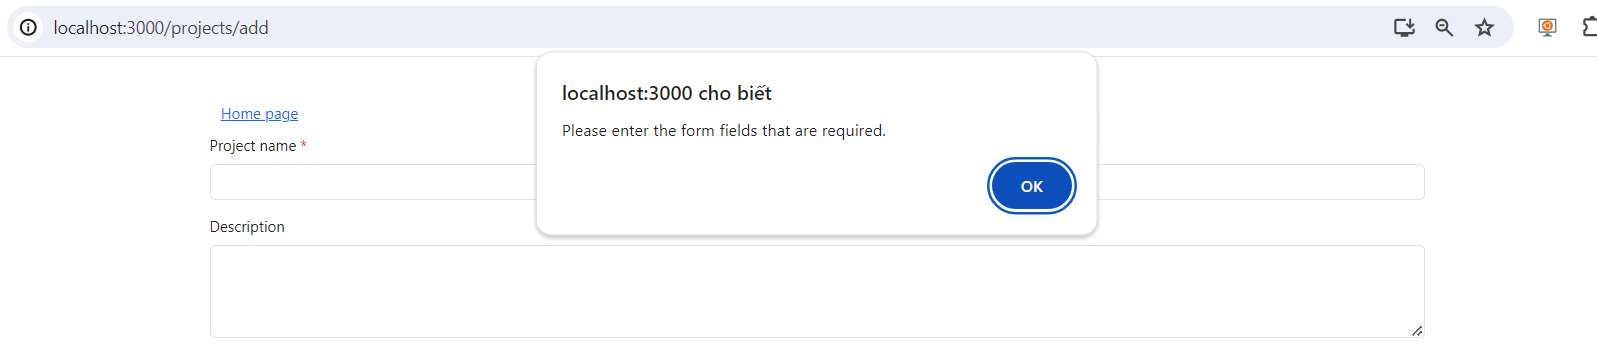 localhost:3000/projects/add
localhost:3000 cho biết
Please enter the form fields that are required.
OK
Home page
Project name *
Description